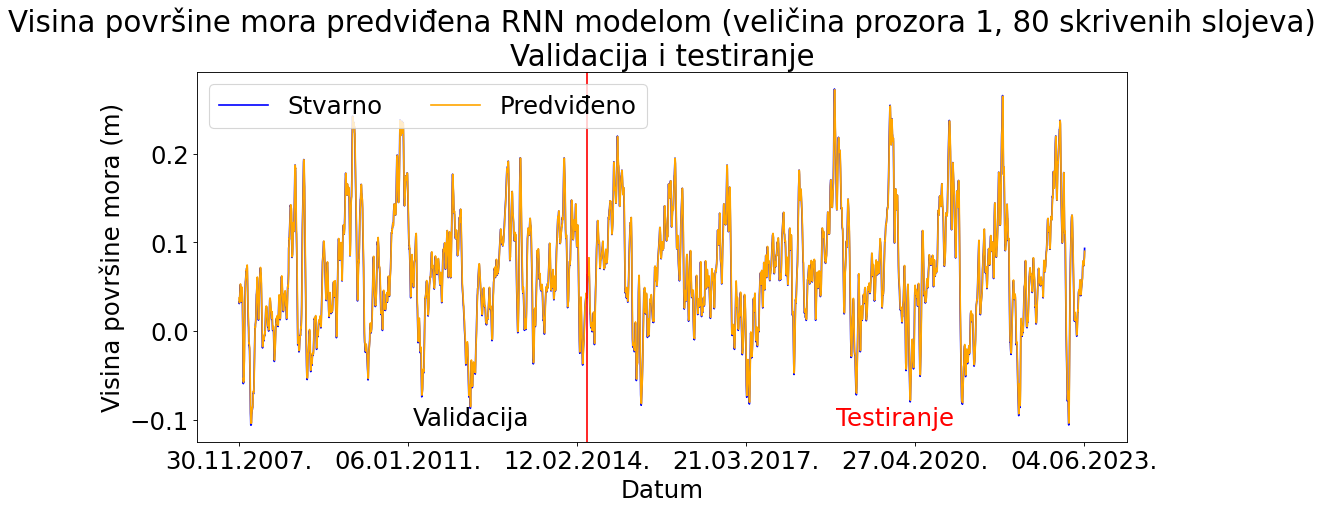 Visina površine mora predviđena RNN modelom (veličina prozora 1, 80 skrivenih slojeva)
Validacija i testiranje
Stvarno Predviđeno
Visina površine mora (m)
0.2
0.1
0.0
−0.1
Validacija
Testiranje
30.11.2007. 06.01.2011. 12.02.2014. 21.03.2017. 27.04.2020. 04.06.2023.
Datum